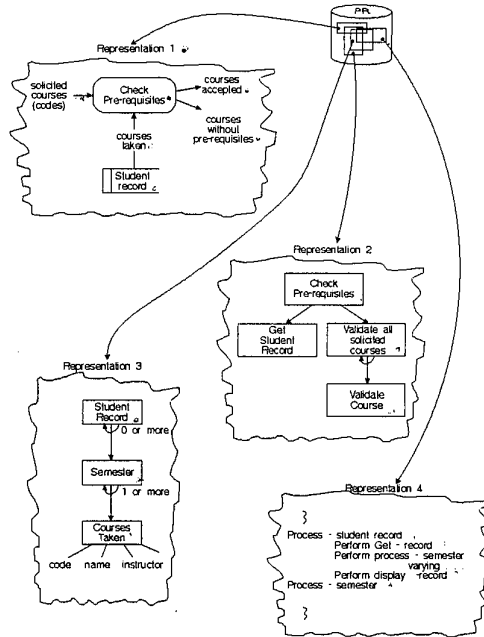 PR
Representation 1
solicited
courses
(codes)
Check
Pre-requisites
courses
accepted
courses
without
pre-requisites
courses
taken
Student
record
Representation 2
Check
Pre-requisites
Get
Student
Record
Validate all
solicited
courses
Validate
Course
Representation 3
Student
Record
0 or more
Semester
1 or more
Courses
Taken
code name instructor
Representation 4
}
Process - student record
Perform Get - record
Perform process - semester
varying
Perform display - record
Process - semester
}